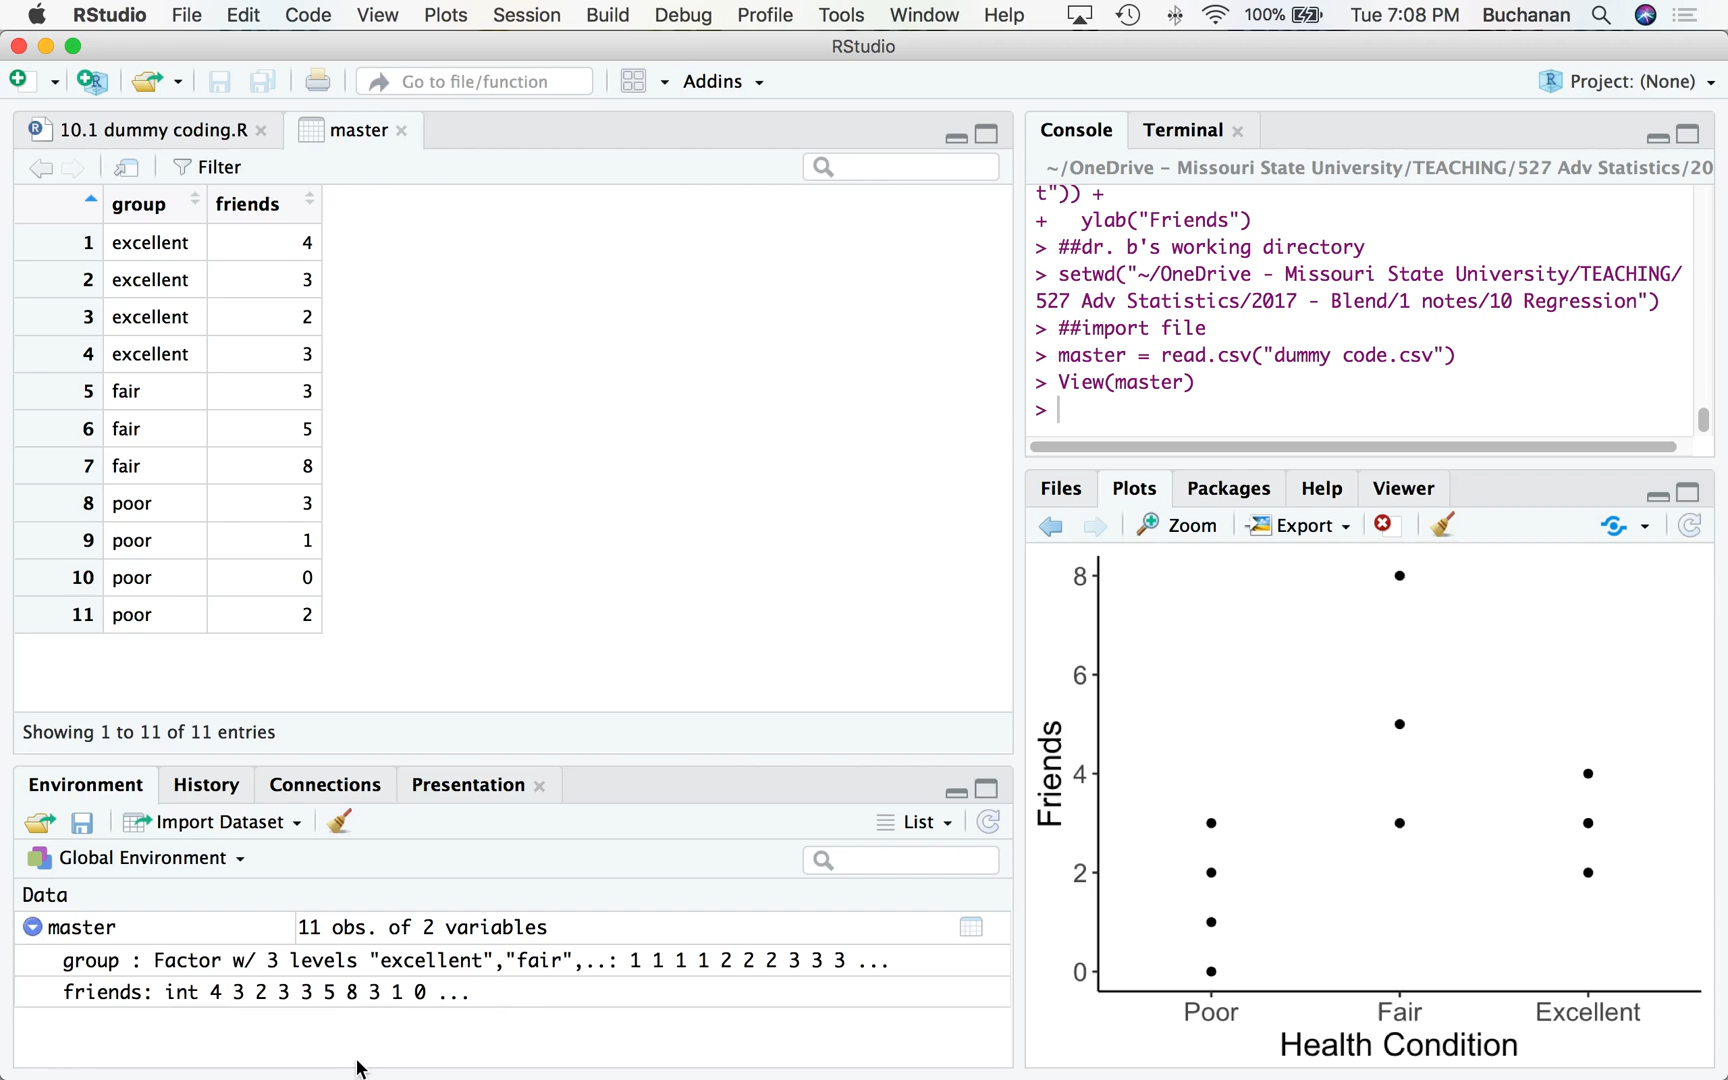 RStudio File Edit Code View Plots Session Build Debug Profile Tools Window Help 100% Tue 7:08 PM Buchanan
RStudio
Go to file/function Addins Project: (None)
10.1 dummy coding.R master
Filter
group friends
1 excellent 4
2 excellent 3
3 excellent 2
4 excellent 3
5 fair 3
6 fair 5
7 fair 8
8 poor 3
9 poor 1
10 poor 0
11 poor 2
Showing 1 to 11 of 11 entries
Environment History Connections Presentation
Import Dataset List
Global Environment
Data
master 11 obs. of 2 variables
group : Factor w/ 3 levels "excellent","fair",..: 1 1 1 1 2 2 2 3 3 3 ...
friends: int 4 3 2 3 3 5 8 3 1 0 ...
Console Terminal
~/OneDrive - Missouri State University/TEACHING/527 Adv Statistics/20
t")) +
+ ylab("Friends")
> ##dr. b's working directory
> setwd("~/OneDrive - Missouri State University/TEACHING/
527 Adv Statistics/2017 - Blend/1 notes/10 Regression")
> ##import file
> master = read.csv("dummy code.csv")
> View(master)
>
Files Plots Packages Help Viewer
Zoom Export
8
6
4
2
0
Friends
Poor Fair Excellent
Health Condition